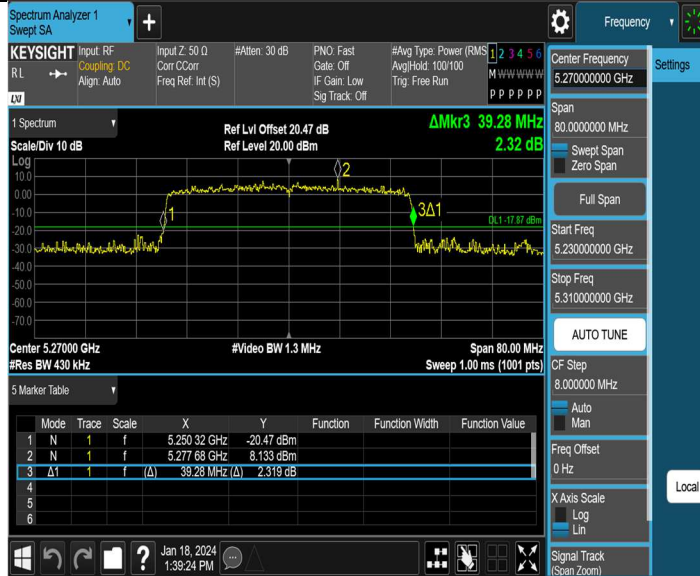 Spectrum Analyzer 1
Swept SA
+
Frequency
KEYSIGHT
RL
LXI
Input: RF
Coupling: DC
Align: Auto
Input Z: 50 Ω
Corr CCorr
Freq Ref: Int (S)
#Atten: 30 dB
PNO: Fast
Gate: Off
IF Gain: Low
Sig Track: Off
#Avg Type: Power (RMS
Avg|Hold: 100/100
Trig: Free Run
1 2 3 4 5 6
M W W W W W
P P P P P P
Center Frequency
5.270000000 GHz
Settings
1 Spectrum
Scale/Div 10 dB
Ref Lvl Offset 20.47 dB
Ref Level 20.00 dBm
ΔMkr3 39.28 MHz
2.32 dB
Log
10.0
0.00
-10.0
-20.0
-30.0
-40.0
-50.0
-60.0
-70.0
1
2
3Δ1
DL1 -17.87 dBm
Center 5.27000 GHz
#Res BW 430 kHz
#Video BW 1.3 MHz
Span 80.00 MHz
Sweep 1.00 ms (1001 pts)
Span
80.0000000 MHz
Swept Span
Zero Span
Full Span
Start Freq
5.230000000 GHz
Stop Freq
5.310000000 GHz
AUTO TUNE
CF Step
8.000000 MHz
Auto
Man
Freq Offset
0 Hz
X Axis Scale
Log
Lin
Signal Track
(Span Zoom)
Local
5 Marker Table
Mode Trace Scale X Y Function Function Width Function Value
1 N 1 f 5.250 32 GHz -20.47 dBm
2 N 1 f 5.277 68 GHz 8.133 dBm
3 Δ1 1 f (Δ) 39.28 MHz (Δ) 2.319 dB
4
5
6
?
Jan 18, 2024
1:39:24 PM